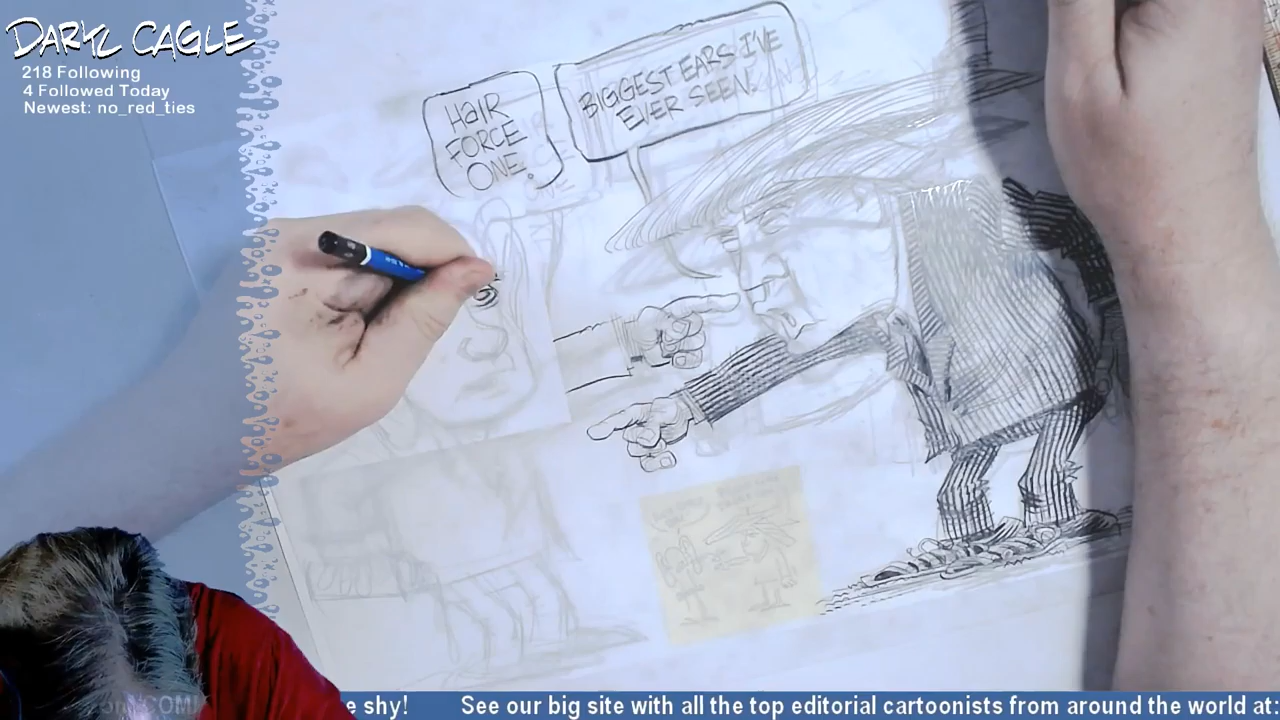 DARYL CAGLE
218 Following
4 Followed Today
Newest: no_red_ties
HAIR
FORCE
ONE.
BIGGEST EARS I'VE
EVER SEEN.
e shy!
See our big site with all the top editorial cartoonists from around the world at: